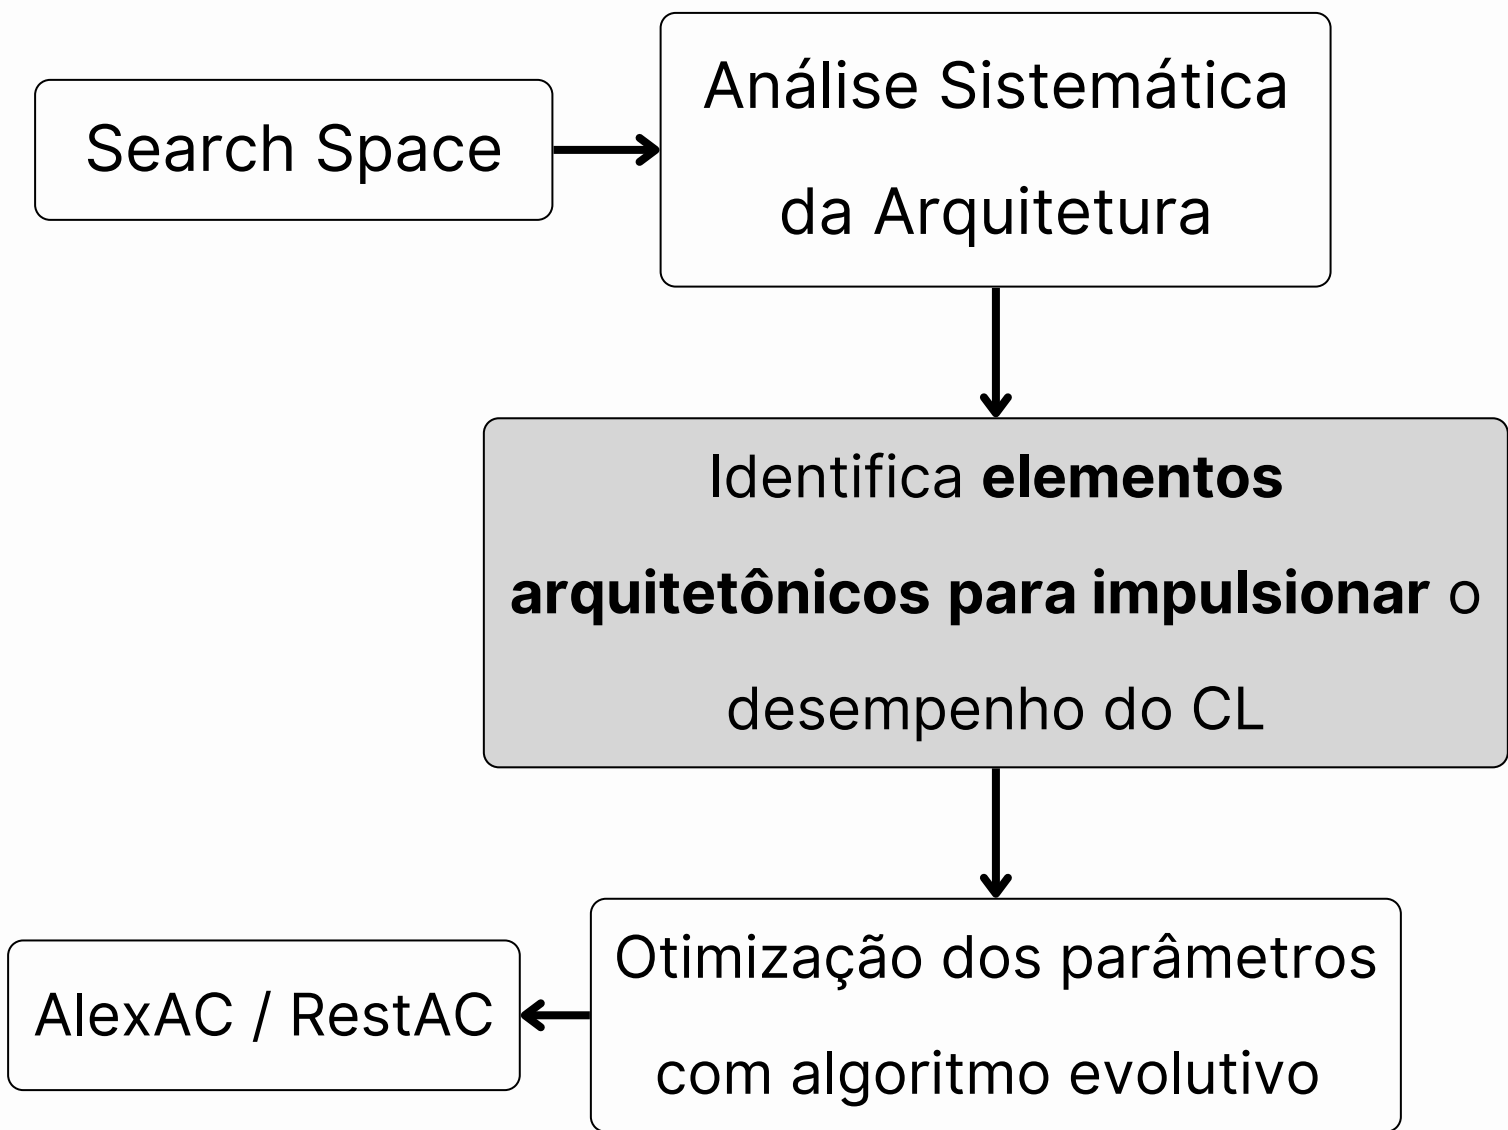 Search Space
Análise Sistemática
da Arquitetura
Identifica elementos
arquitetônicos para impulsionar o
desempenho do CL
Otimização dos parâmetros
com algoritmo evolutivo
AlexAC / RestAC